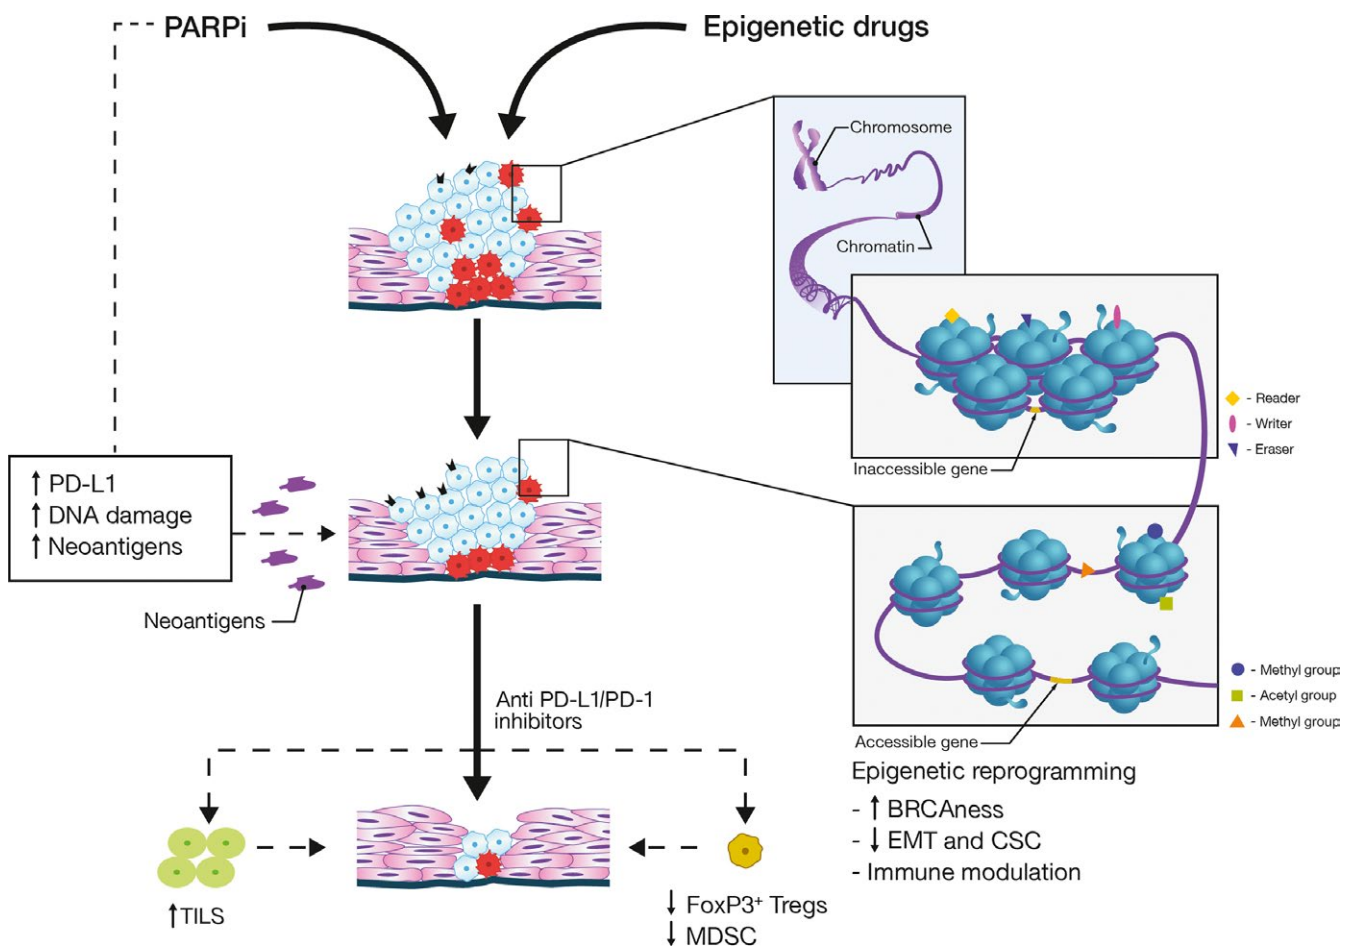 PARPi
Epigenetic drugs
Chromosome
Chromatin
- Reader
- Writer
- Eraser
Inaccessible gene
↑ PD-L1
↑ DNA damage
↑ Neoantigens
Neoantigens
- Methyl group
- Acetyl group
- Methyl group
Accessible gene
Anti PD-L1/PD-1
inhibitors
Epigenetic reprogramming
- ↑ BRCAness
- ↓ EMT and CSC
- Immune modulation
↑TILS
↓ FoxP3⁺ Tregs
↓ MDSC